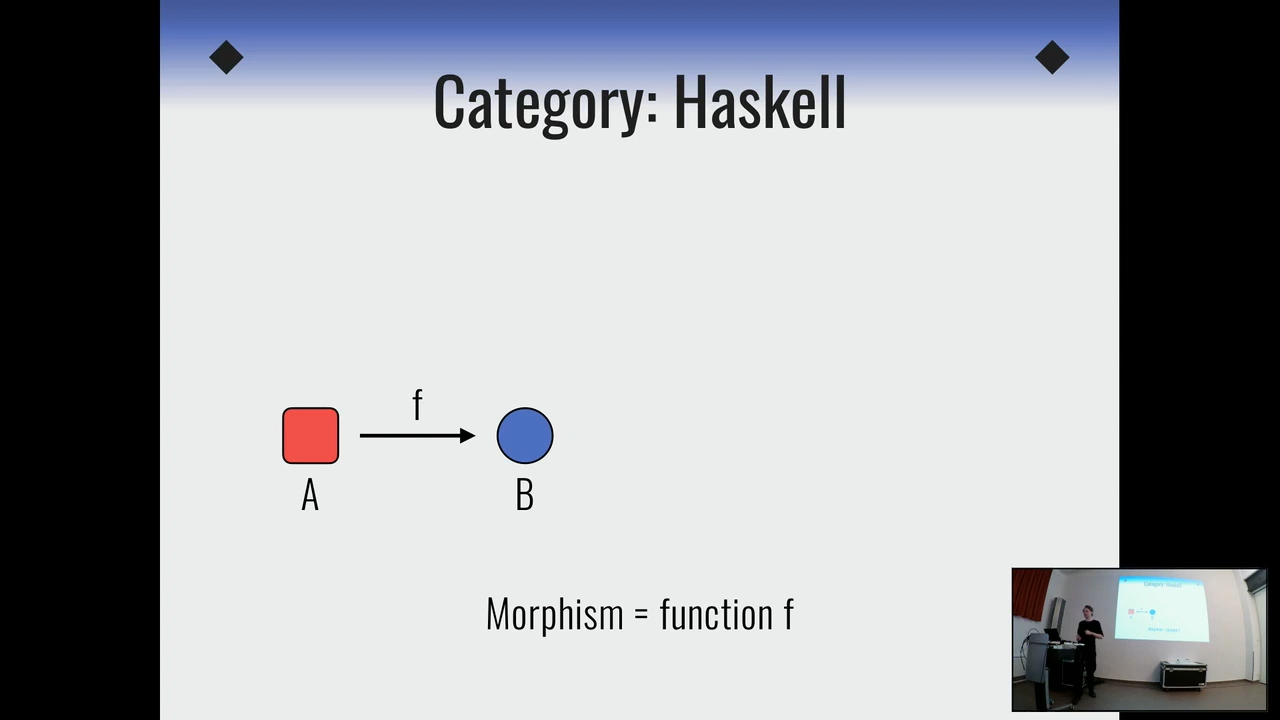 Category: Haskell
f
A
B
Morphism = function f